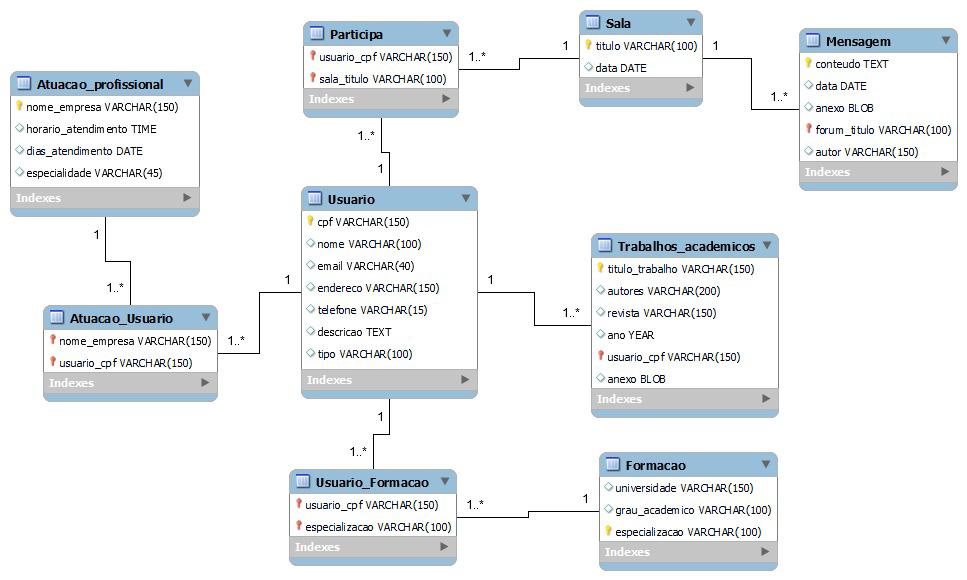 Participa
usuario_cpf VARCHAR(150)
sala_titulo VARCHAR(100)
Indexes
1..*
1
Sala
titulo VARCHAR(100)
data DATE
Indexes
1
1..*
Mensagem
conteudo TEXT
data DATE
anexo BLOB
forum_titulo VARCHAR(100)
autor VARCHAR(150)
Indexes
Atuacao_profissional
nome_empresa VARCHAR(150)
horario_atendimento TIME
dias_atendimento DATE
especialidade VARCHAR(45)
Indexes
1
1..*
1..*
1
Usuario
cpf VARCHAR(150)
nome VARCHAR(100)
email VARCHAR(40)
endereco VARCHAR(150)
telefone VARCHAR(15)
descricao TEXT
tipo VARCHAR(100)
Indexes
Atuacao_Usuario
nome_empresa VARCHAR(150)
usuario_cpf VARCHAR(150)
Indexes
1
1..*
1
1..*
Trabalhos_academicos
titulo_trabalho VARCHAR(150)
autores VARCHAR(200)
revista VARCHAR(150)
ano YEAR
usuario_cpf VARCHAR(150)
anexo BLOB
Indexes
1
1..*
Usuario_Formacao
usuario_cpf VARCHAR(150)
especializacao VARCHAR(100)
Indexes
1..*
1
Formacao
universidade VARCHAR(150)
grau_academico VARCHAR(100)
especializacao VARCHAR(100)
Indexes